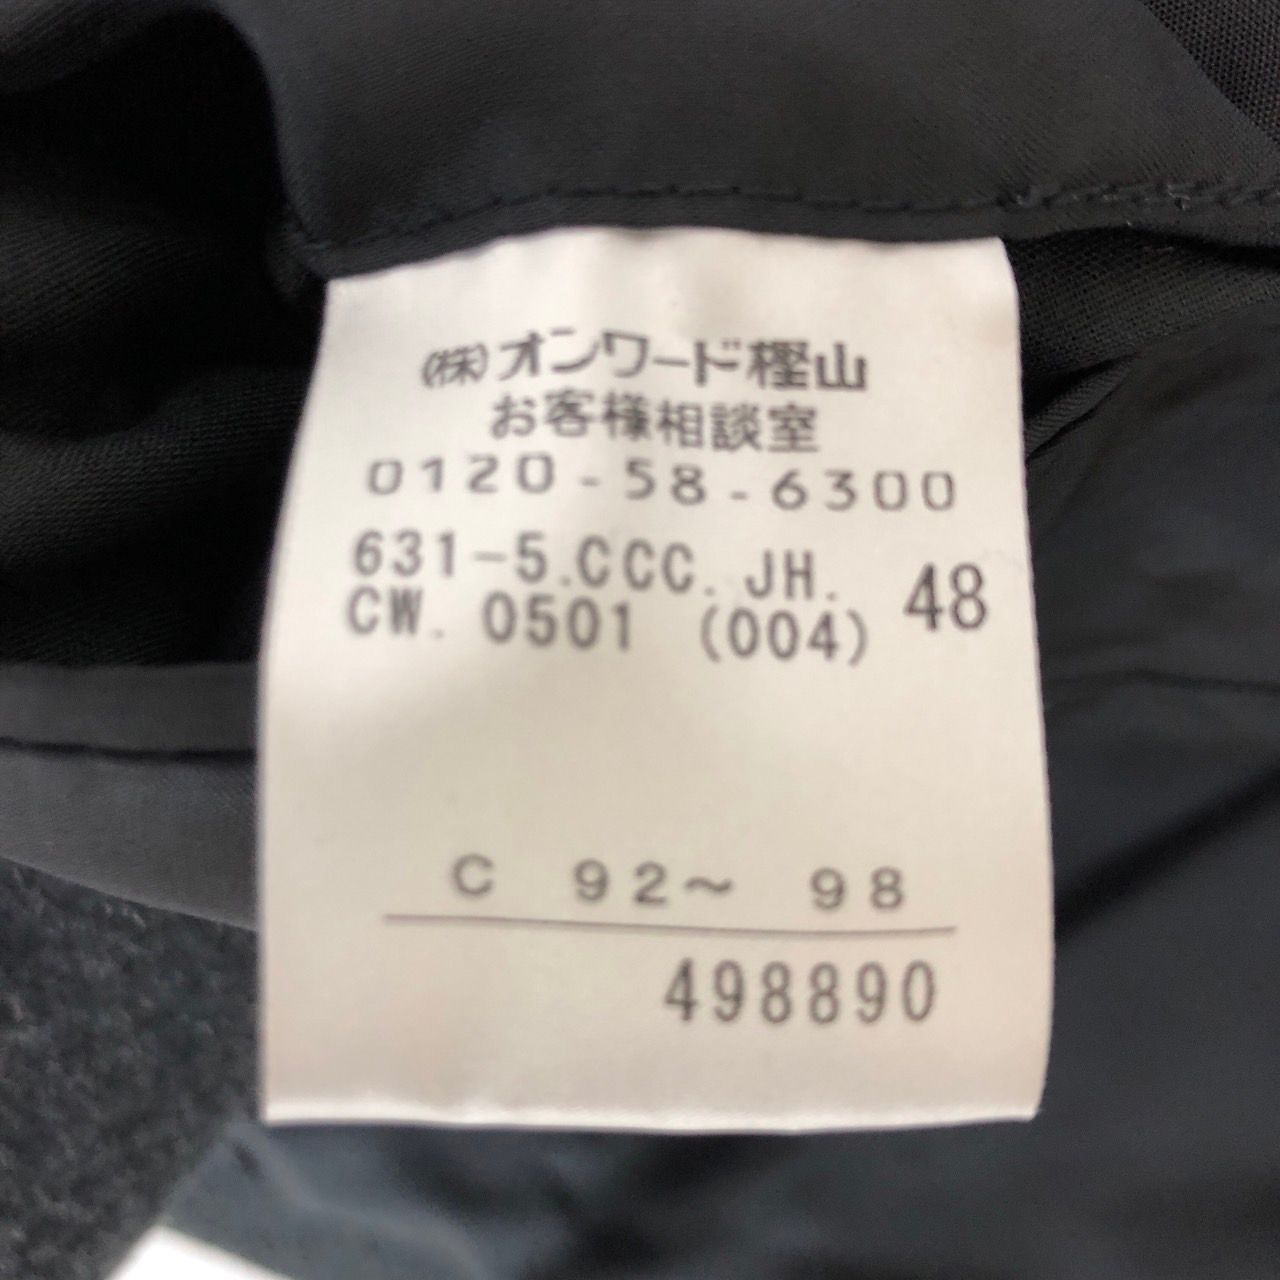 (株)オンワード樫山
お客様相談室
0120-58-6300
631-5.CCC.JH. 48
CW. 0501 (004)
C 92～ 98
498890